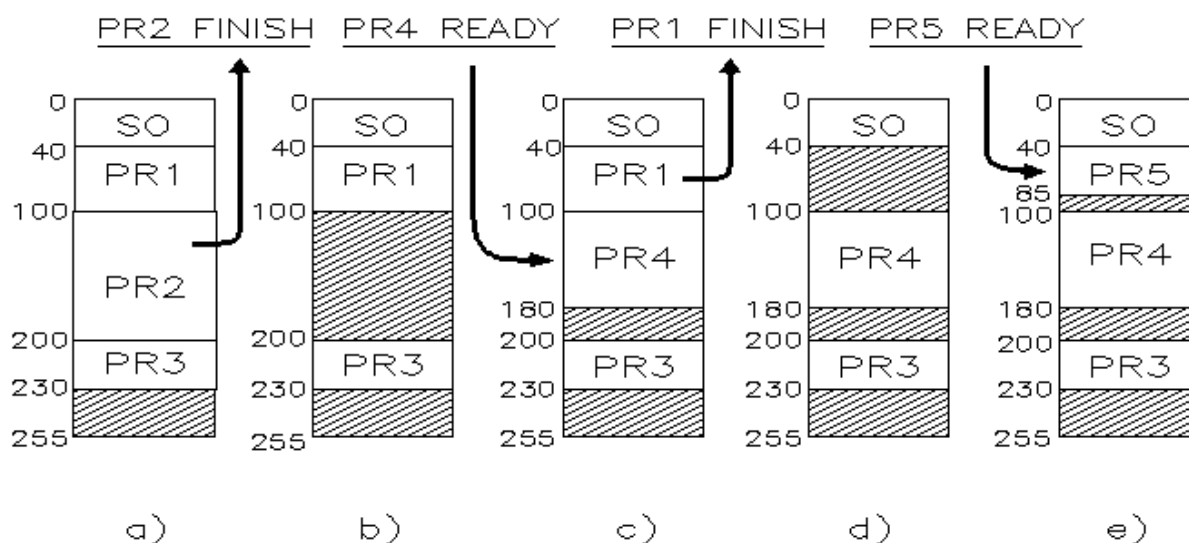 PR2 FINISH PR4 READY PR1 FINISH PR5 READY
0 0 0 0 0
SO SO SO SO SO
40 40 40 40 40
PR1 PR1 PR1 PR5
85
100 100 100 100 100
PR2 PR4 PR4 PR4
180 180 180
200 200 200 200 200
PR3 PR3 PR3 PR3 PR3
230 230 230 230 230
255 255 255 255 255
a) b) c) d) e)